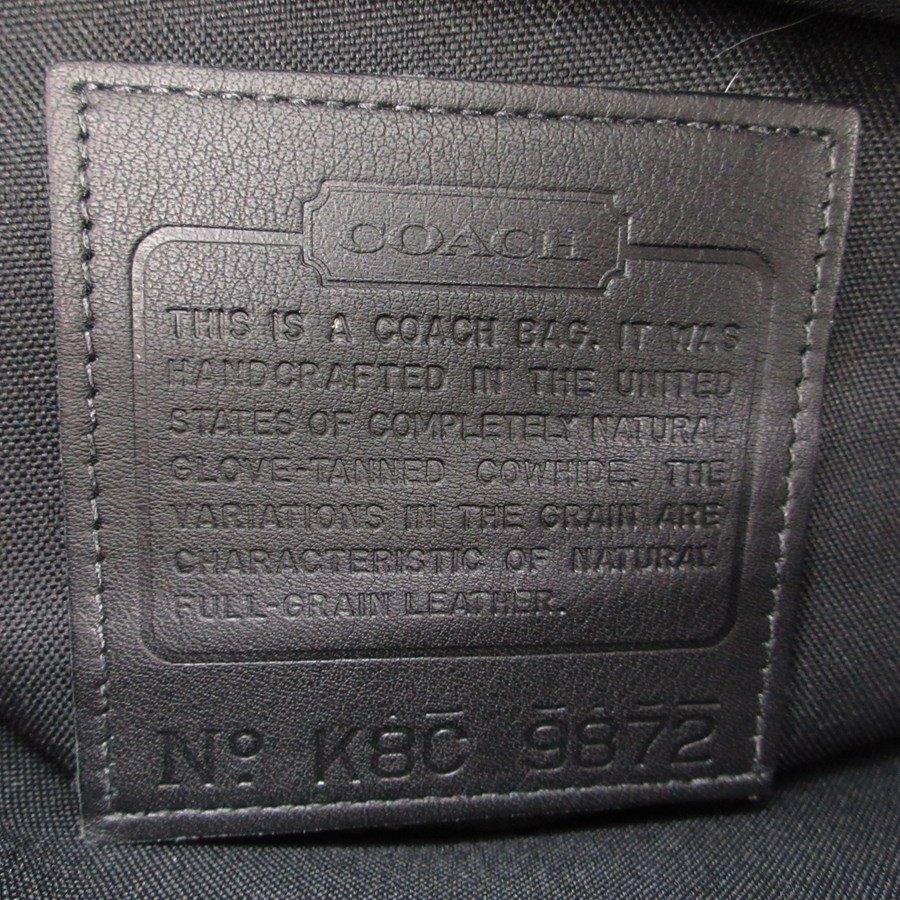 COACH
THIS IS A COACH BAG. IT WAS
HANDCRAFTED IN THE UNITED
STATES OF COMPLETELY NATURAL
GLOVE-TANNED COWHIDE. THE
VARIATIONS IN THE GRAIN ARE
CHARACTERISTIC OF NATURAL
FULL-GRAIN LEATHER.
Nº K8C 9872